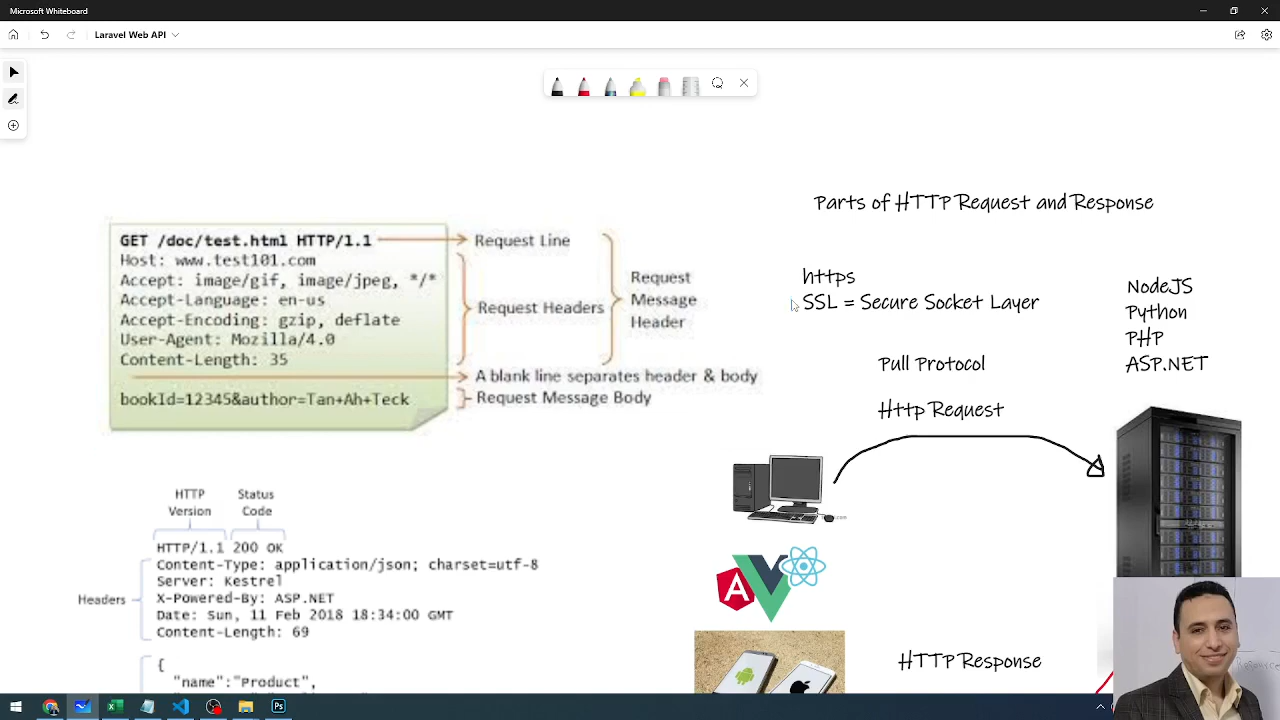 Microsoft Whiteboard
Laravel Web API
Parts of HTTP Request and Response
GET /doc/test.html HTTP/1.1
Host: www.test101.com
Accept: image/gif, image/jpeg, */*
Accept-Language: en-us
Accept-Encoding: gzip, deflate
User-Agent: Mozilla/4.0
Content-Length: 35
bookId=12345&author=Tan+Ah+Teck
Request Line
Request Headers
Request
Message
Header
A blank line separates header & body
Request Message Body
https
SSL = Secure Socket Layer
NodeJS
Python
PHP
ASP.NET
Pull Protocol
Http Request
HTTP
Version
Status
Code
HTTP/1.1 200 OK
Content-Type: application/json; charset=utf-8
Server: Kestrel
X-Powered-By: ASP.NET
Date: Sun, 11 Feb 2018 18:34:00 GMT
Content-Length: 69
Headers
{
"name":"Product",
A
HTTP Response
Ps